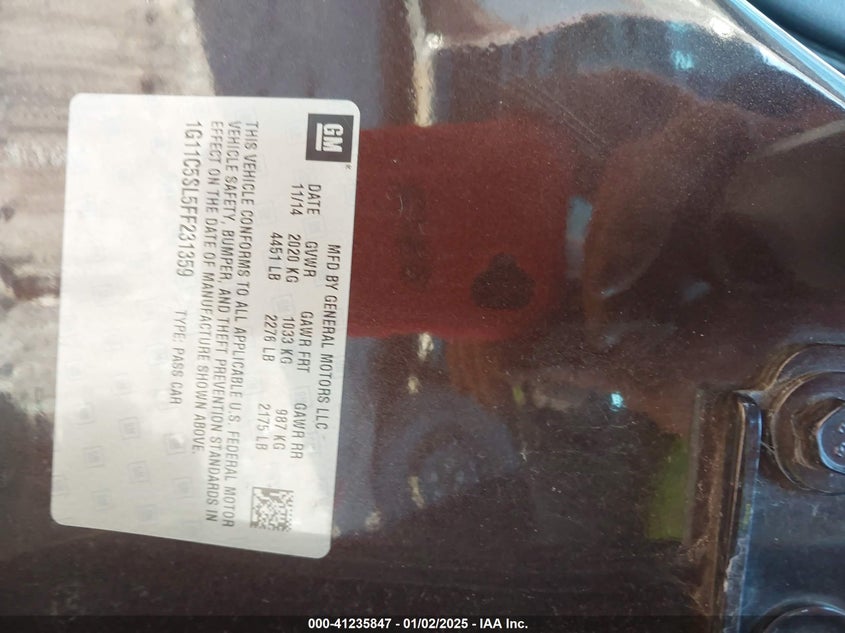 GM
MFD BY GENERAL MOTORS LLC
DATE GVWR GAWR FRT GAWR RR
11/14 2020 KG 1033 KG 987 KG
4451 LB 2276 LB 2175 LB
THIS VEHICLE CONFORMS TO ALL APPLICABLE U.S. FEDERAL MOTOR
VEHICLE SAFETY, BUMPER, AND THEFT PREVENTION STANDARDS IN
EFFECT ON THE DATE OF MANUFACTURE SHOWN ABOVE.
1G11C5SL5FF231359 TYPE: PASS CAR
000-41235847 - 01/02/2025 - IAA Inc.